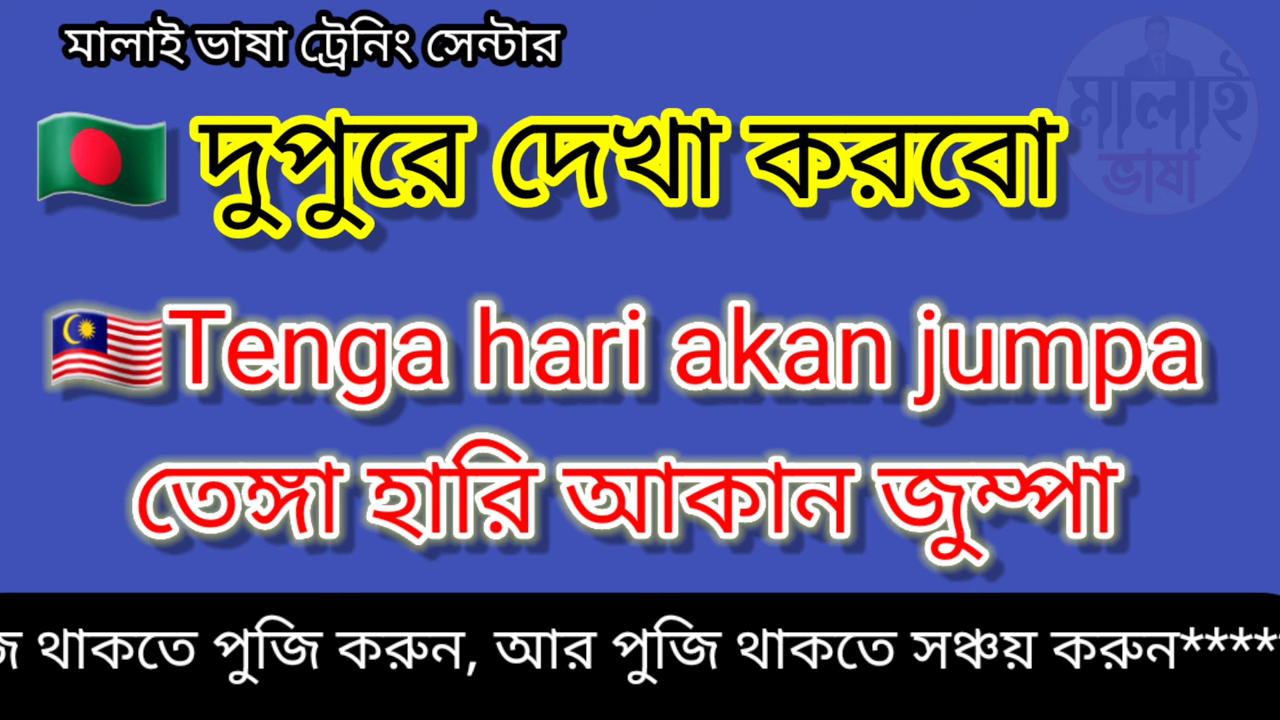 মালাই ভাষা ট্রেনিং সেন্টার
মালাই
ভাষা
দুপুরে দেখা করবো
Tenga hari akan jumpa
তেঙ্গা হারি আকান জুম্পা
থাকতে পুজি করুন, আর পুজি থাকতে সঞ্চয় করুন****